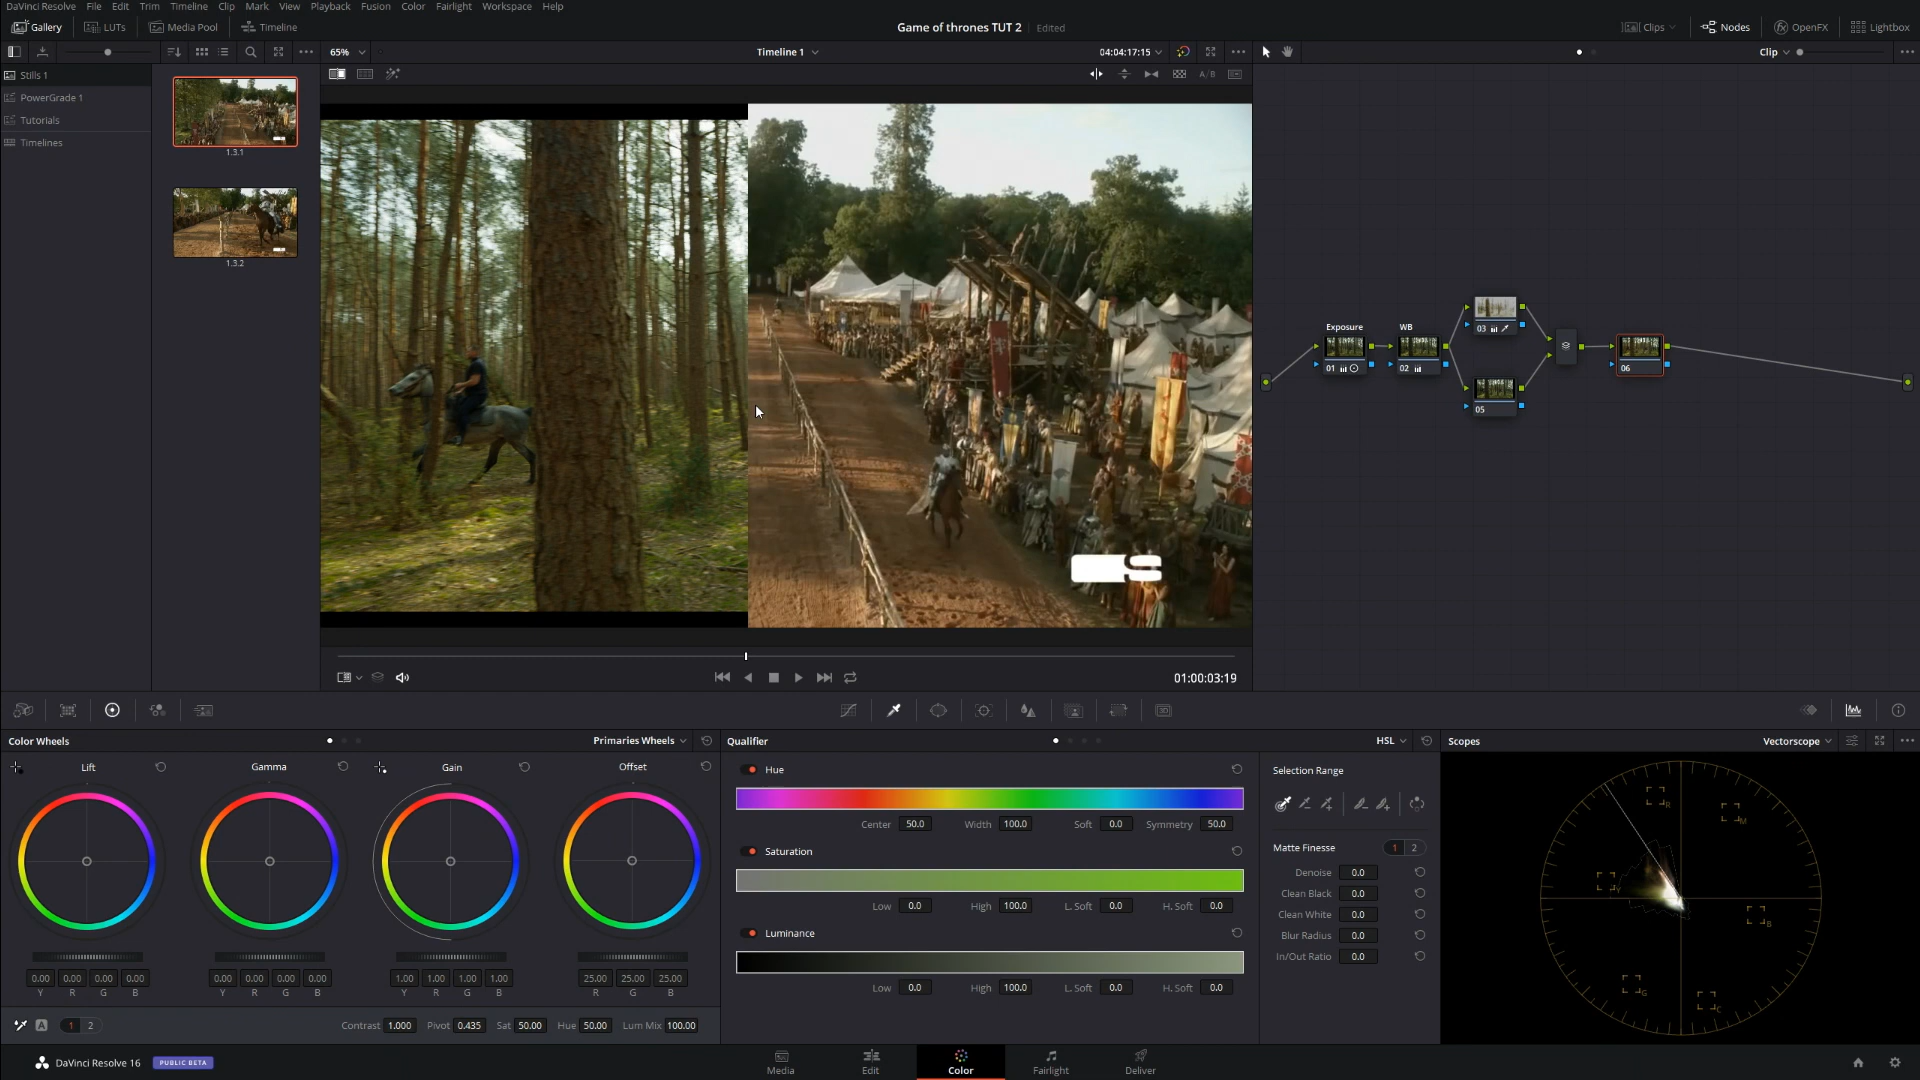 DaVinci Resolve File Edit Trim Timeline Clip Mark View Playback Fusion Color Fairlight Workspace Help
Gallery LUTs Media Pool Timeline Game of thrones TUT 2 Edited Clips Nodes OpenFX Lightbox
65% Timeline 1 04:04:17:15 Clip
A/B
Stills 1
PowerGrade 1
Tutorials
Timelines
1.3.1
1.3.2
Exposure WB
03
01 02 06
05
01:00:03:19
3D
Color Wheels Primaries Wheels Qualifier HSL Scopes Vectorscope
Lift Gamma Gain Offset
Hue Selection Range
Center 50.0 Width 100.0 Soft 0.0 Symmetry 50.0
Saturation Matte Finesse 1 2
Denoise 0.0
Clean Black 0.0
Low 0.0 High 100.0 L. Soft 0.0 H. Soft 0.0
Clean White 0.0
Luminance Blur Radius 0.0
In/Out Ratio 0.0
Low 0.0 High 100.0 L. Soft 0.0 H. Soft 0.0
0.00 0.00 0.00 0.00 0.00 0.00 0.00 0.00 1.00 1.00 1.00 1.00 25.00 25.00 25.00
Y R G B Y R G B Y R G B R G B
A 1 2 Contrast 1.000 Pivot 0.435 Sat 50.00 Hue 50.00 Lum Mix 100.00
R M
Y B
G C
DaVinci Resolve 16 PUBLIC BETA
Media Edit Color Fairlight Deliver